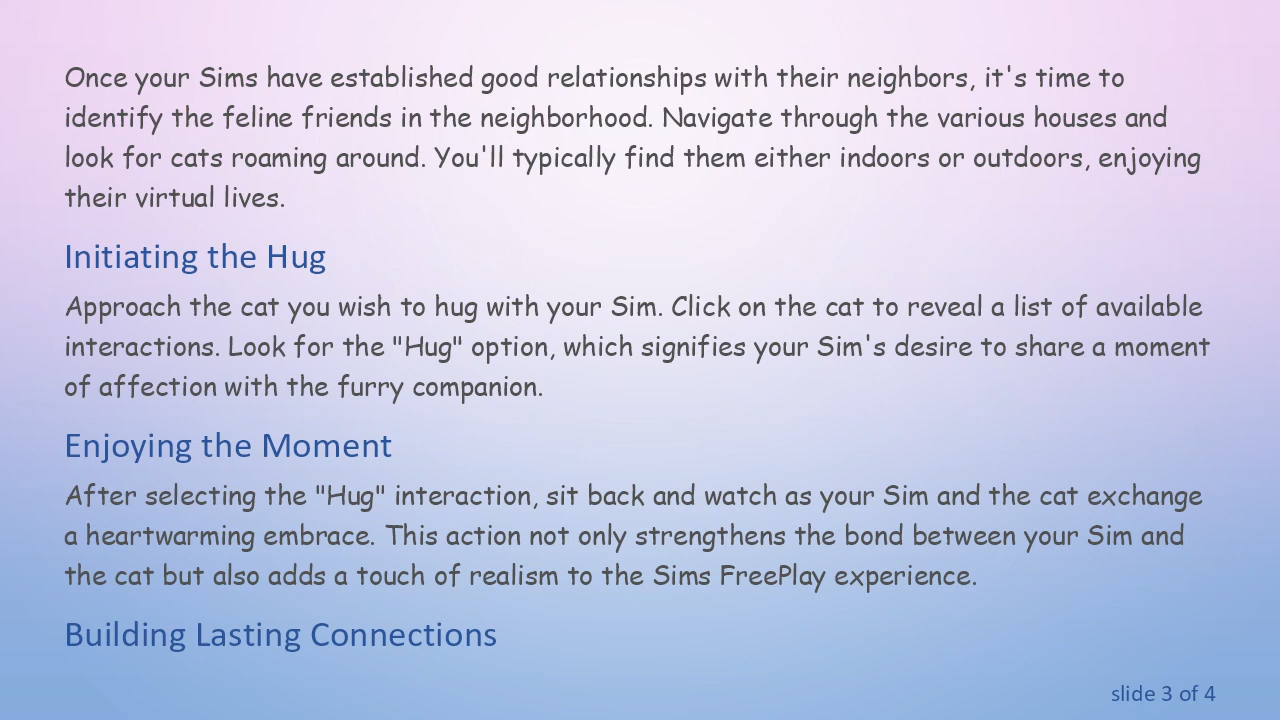 Once your Sims have established good relationships with their neighbors, it's time to
identify the feline friends in the neighborhood. Navigate through the various houses and
look for cats roaming around. You'll typically find them either indoors or outdoors, enjoying
their virtual lives.
Initiating the Hug
Approach the cat you wish to hug with your Sim. Click on the cat to reveal a list of available
interactions. Look for the "Hug" option, which signifies your Sim's desire to share a moment
of affection with the furry companion.
Enjoying the Moment
After selecting the "Hug" interaction, sit back and watch as your Sim and the cat exchange
a heartwarming embrace. This action not only strengthens the bond between your Sim and
the cat but also adds a touch of realism to the Sims FreePlay experience.
Building Lasting Connections
slide 3 of 4